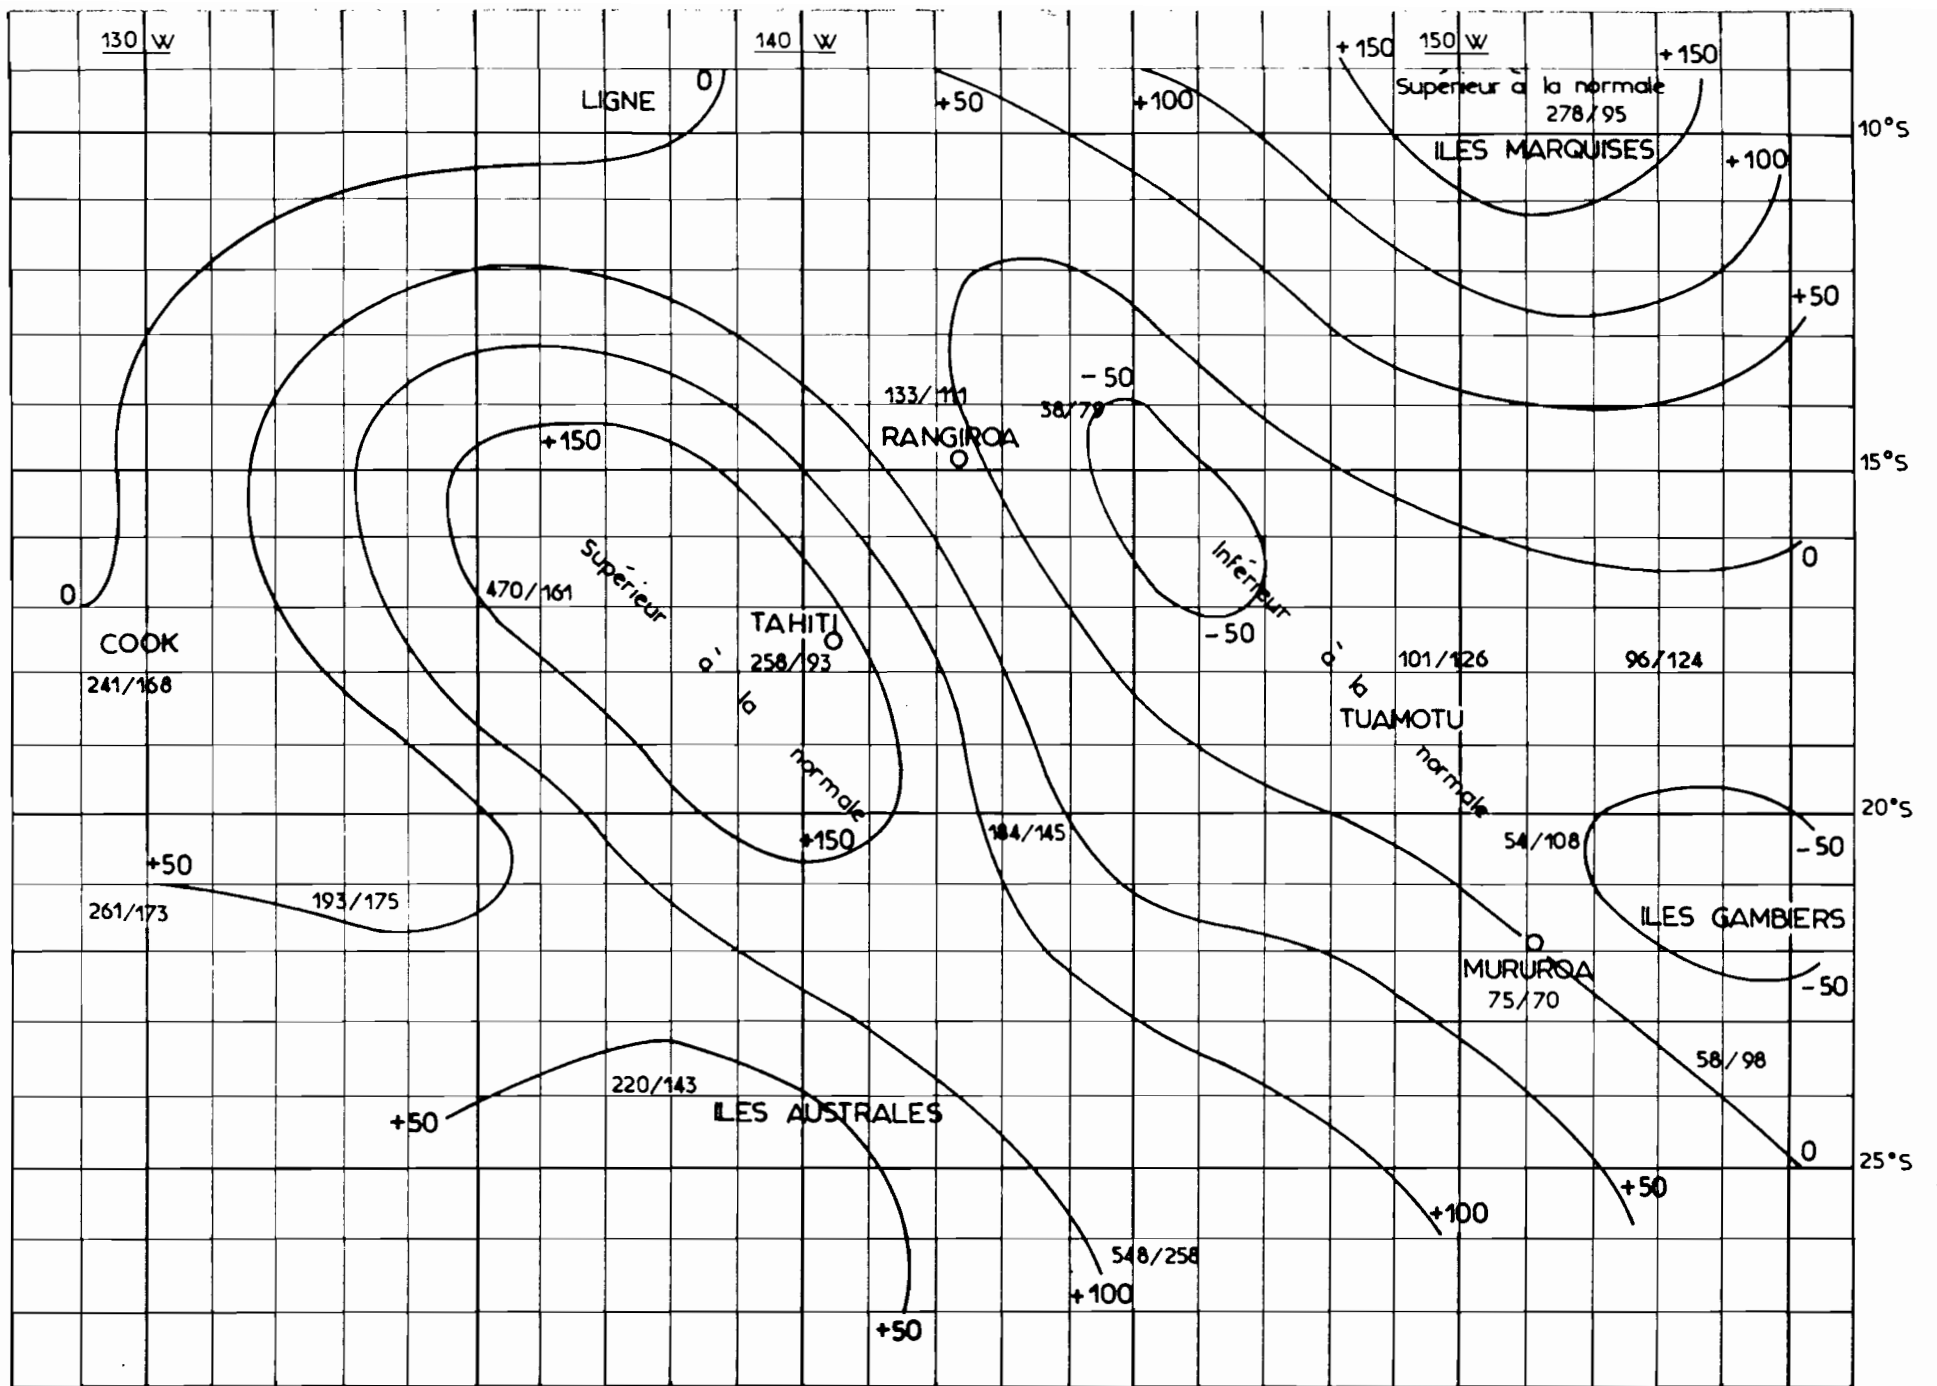 130 W
140 W
150 W
+150
+150
Supérieur à la normale
278/95
ILES MARQUISES
0
LIGNE
+50
+100
10°S
+100
+50
- 50
133/111
38/79
RANGIROA
+150
15°S
Supérieur
à
la
normale
470/161
Inférieur
à
la
normale
0
0
TAHITI
258/93
- 50
COOK
241/168
101/126
96/124
TUAMOTU
20°S
+150
184/145
54/108
- 50
+50
193/175
261/173
ILES GAMBIERS
MURUROA
75/70
- 50
58/98
220/143
ILES AUSTRALES
+50
0
25°S
+50
+100
548/258
+100
+50